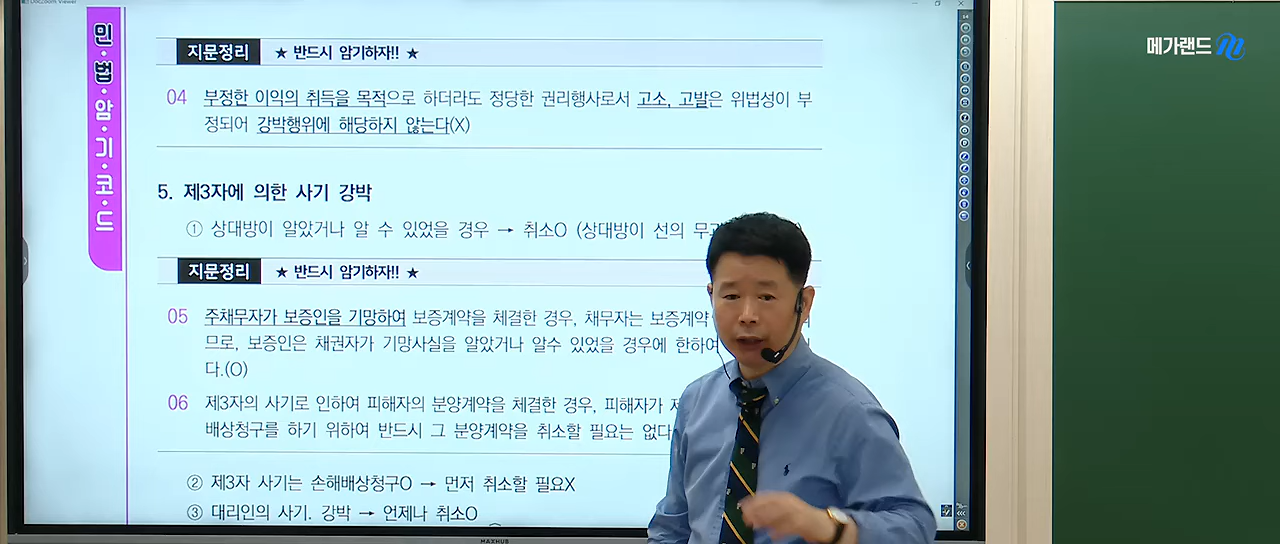 DocZoom Viewer
메가랜드
민·법·암·기·코·드
지문정리 ★ 반드시 암기하자!! ★
04 부정한 이익의 취득을 목적으로 하더라도 정당한 권리행사로서 고소, 고발은 위법성이 부
정되어 강박행위에 해당하지 않는다(X)
5. 제3자에 의한 사기 강박
① 상대방이 알았거나 알 수 있었을 경우 → 취소O (상대방이 선의 무
지문정리 ★ 반드시 암기하자!! ★
05 주채무자가 보증인을 기망하여 보증계약을 체결한 경우, 채무자는 보증계약
므로, 보증인은 채권자가 기망사실을 알았거나 알수 있었을 경우에 한하여
다.(O)
06 제3자의 사기로 인하여 피해자의 분양계약을 체결한 경우, 피해자가
배상청구를 하기 위하여 반드시 그 분양계약을 취소할 필요는 없다
② 제3자 사기는 손해배상청구O → 먼저 취소할 필요X
③ 대리인의 사기. 강박 → 언제나 취소O
MAXHUB